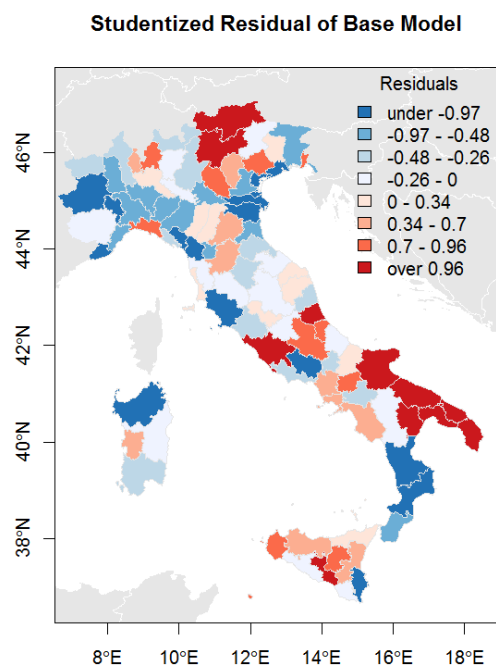 Studentized Residual of Base Model
Residuals
under -0.97
-0.97 - -0.48
-0.48 - -0.26
-0.26 - 0
0 - 0.34
0.34 - 0.7
0.7 - 0.96
over 0.96
46°N
44°N
42°N
40°N
38°N
8°E 10°E 12°E 14°E 16°E 18°E